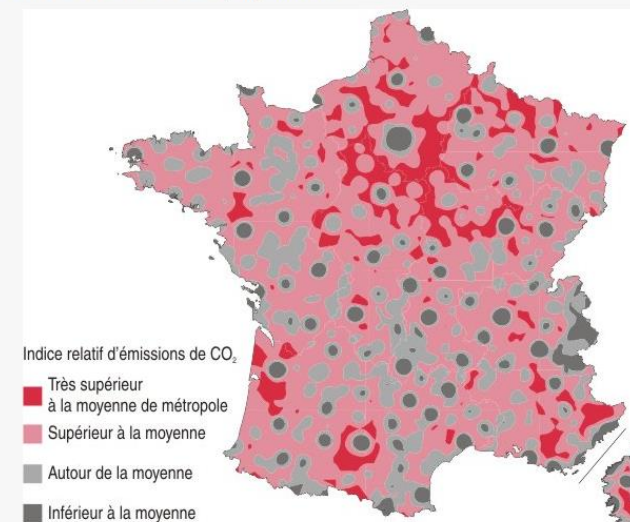 Indice relatif d'émissions de CO₂
Très supérieur
à la moyenne de métropole
Supérieur à la moyenne
Autour de la moyenne
Inférieur à la moyenne